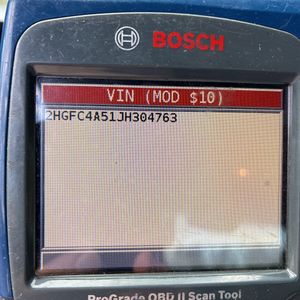 BOSCH
VIN (MOD $10)
2HGFC4A51JH304763
ProGrade OBD II Scan Tool